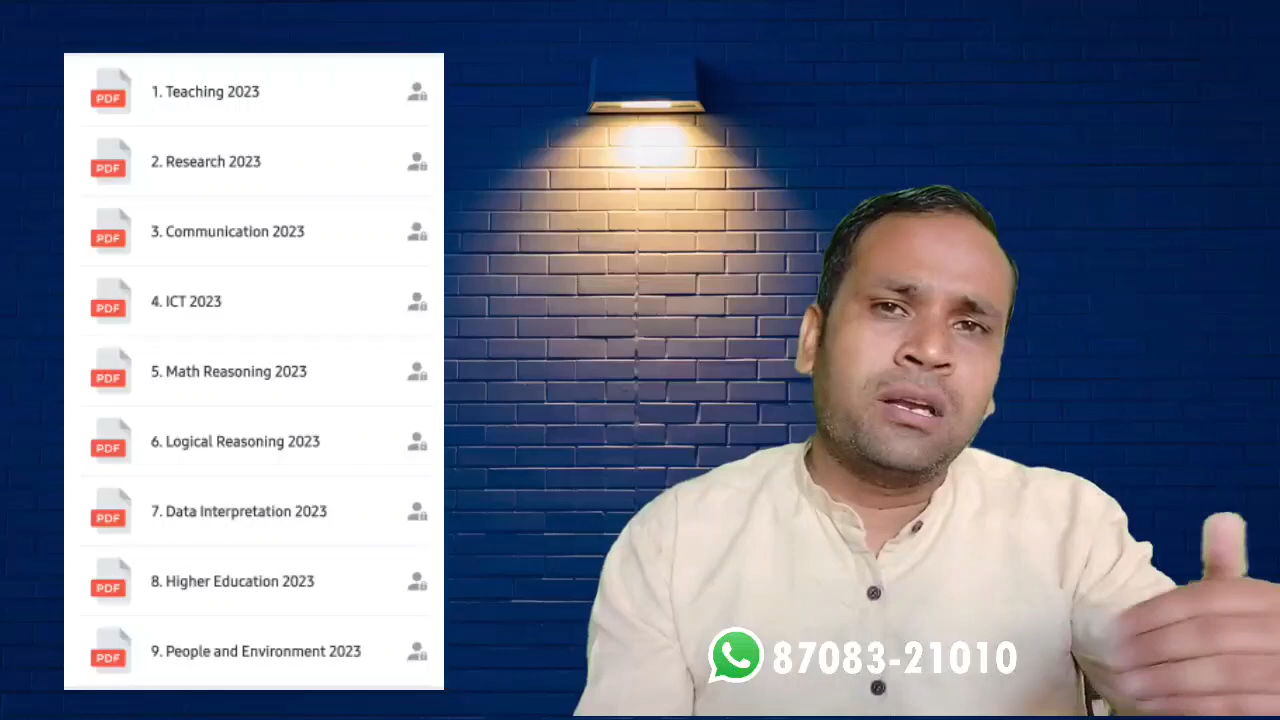 PDF 1. Teaching 2023
PDF 2. Research 2023
PDF 3. Communication 2023
PDF 4. ICT 2023
PDF 5. Math Reasoning 2023
PDF 6. Logical Reasoning 2023
PDF 7. Data Interpretation 2023
PDF 8. Higher Education 2023
PDF 9. People and Environment 2023
87083-21010